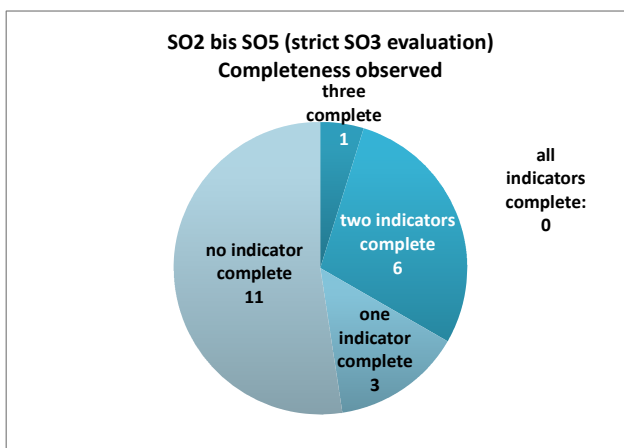 SO2 bis SO5 (strict SO3 evaluation)
Completeness observed
three
complete
1
all
indicators
complete:
0
two indicators
complete
6
no indicator
complete
11
one
indicator
complete
3